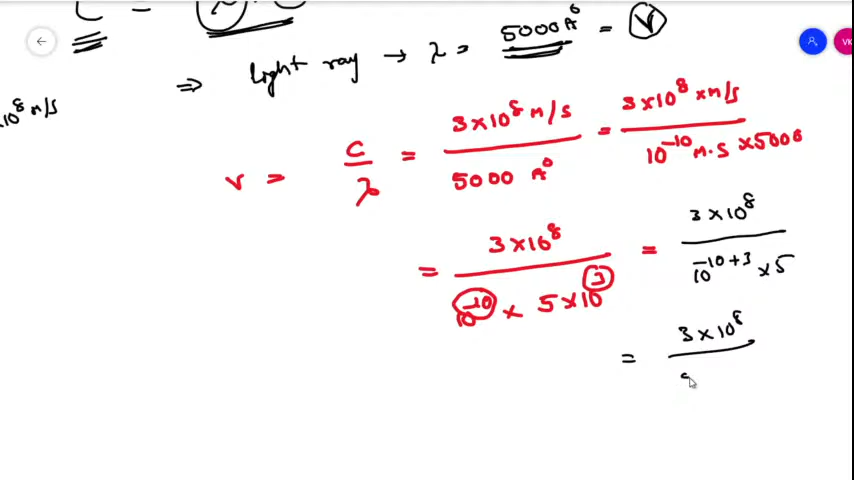 C = λ
⇒ light ray → λ = 5000 A° = ν
×10⁸ m/s
ν = C/λ = 3×10⁸ m/s / 5000 A° = 3×10⁸ × m/s / 10⁻¹⁰ m·s × 5000
= 3×10⁸ / 10⁻¹⁰ × 5×10³ = 3×10⁸ / 10⁻¹⁰⁺³ × 5
= 3×10⁸
VK